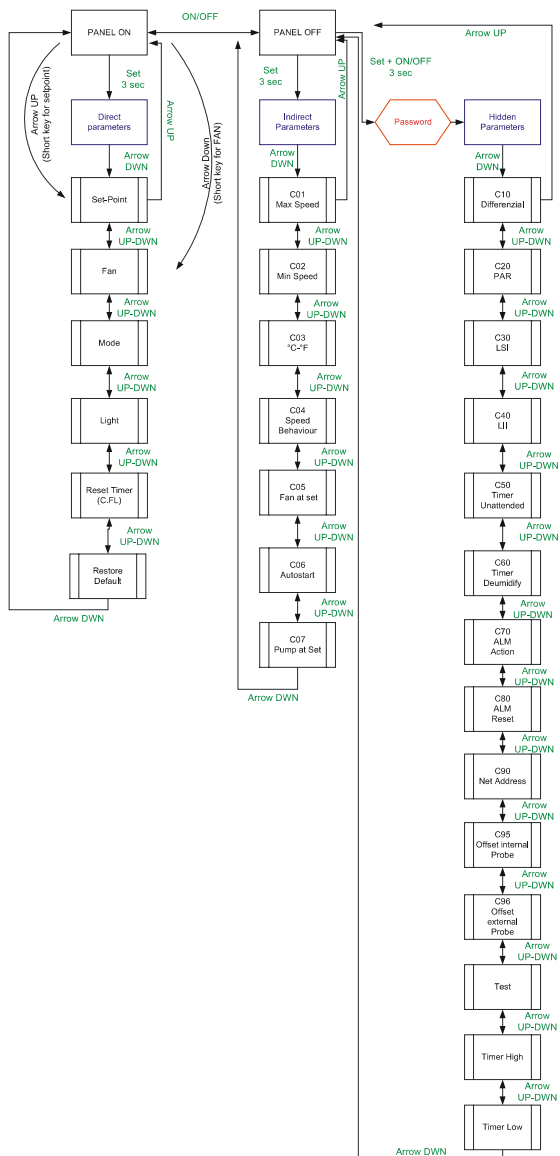 PANEL ON
ON/OFF
PANEL OFF
Arrow UP
Set
3 sec
Set
3 sec
Set + ON/OFF
3 sec
Arrow UP
(Short key for setpoint)
Arrow UP
Arrow Down
(Short key for FAN)
Arrow UP
Direct
parameters
Indirect
Parameters
Password
Hidden
Parameters
Arrow
DWN
Arrow
DWN
Arrow
DWN
Set-Point
Arrow
UP-DWN
Fan
Arrow
UP-DWN
Mode
Arrow
UP-DWN
Light
Arrow
UP-DWN
Reset Timer
(C.FL)
Arrow
UP-DWN
Restore
Default
Arrow DWN
C01
Max Speed
Arrow
UP-DWN
C02
Min Speed
Arrow
UP-DWN
C03
°C-°F
Arrow
UP-DWN
C04
Speed
Behaviour
Arrow
UP-DWN
C05
Fan at set
Arrow
UP-DWN
C06
Autostart
Arrow
UP-DWN
C07
Pump at Set
Arrow DWN
C10
Differenzial
Arrow
UP-DWN
C20
PAR
Arrow
UP-DWN
C30
LSI
Arrow
UP-DWN
C40
LII
Arrow
UP-DWN
C50
Timer
Unattended
Arrow
UP-DWN
C60
Timer
Deumidify
Arrow
UP-DWN
C70
ALM
Action
Arrow
UP-DWN
C80
ALM
Reset
Arrow
UP-DWN
C90
Net Address
Arrow
UP-DWN
C95
Offset internal
Probe
Arrow
UP-DWN
C96
Offset
external
Probe
Arrow
UP-DWN
Test
Arrow
UP-DWN
Timer High
Arrow
UP-DWN
Timer Low
Arrow DWN